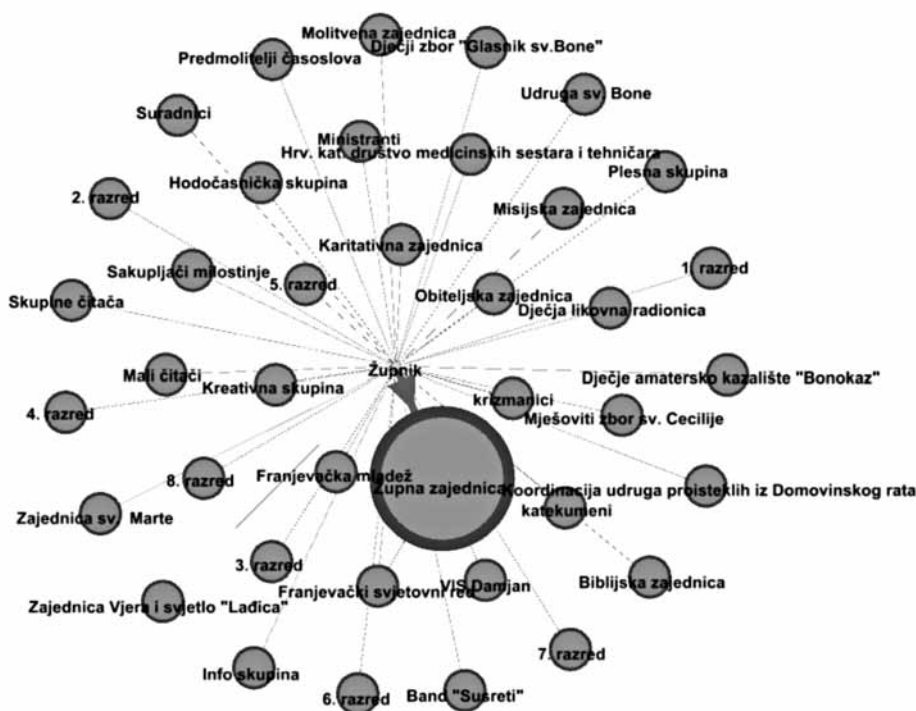 Molitvena zajednica
Dječji zbor "Glasnik sv.Bone"
Predmolitelji časoslova
Udruga sv. Bone
Suradnici
Ministranti
Hrv. kat. društvo medicinskih sestara i tehničara
Plesna skupina
Hodočasnička skupina
2. razred
Misijska zajednica
Karitativna zajednica
Sakupljači milostinje
1. razred
5. razred
Obiteljska zajednica
Skupine čitača
Dječja likovna radionica
Župnik
Mali čitači
Dječje amatersko kazalište "Bonokaz"
Kreativna skupina
krizmanici
4. razred
Mješoviti zbor sv. Cecilije
Franjevačka mladež
8. razred
Župna zajednica
Koordinacija udruga proisteklih iz Domovinskog rata
katekumeni
Zajednica sv. Marte
3. razred
Biblijska zajednica
Franjevački svjetovni red
VIS Damjan
Zajednica Vjera i svjetlo "Lađica"
7. razred
Info skupina
6. razred
Band "Susreti"